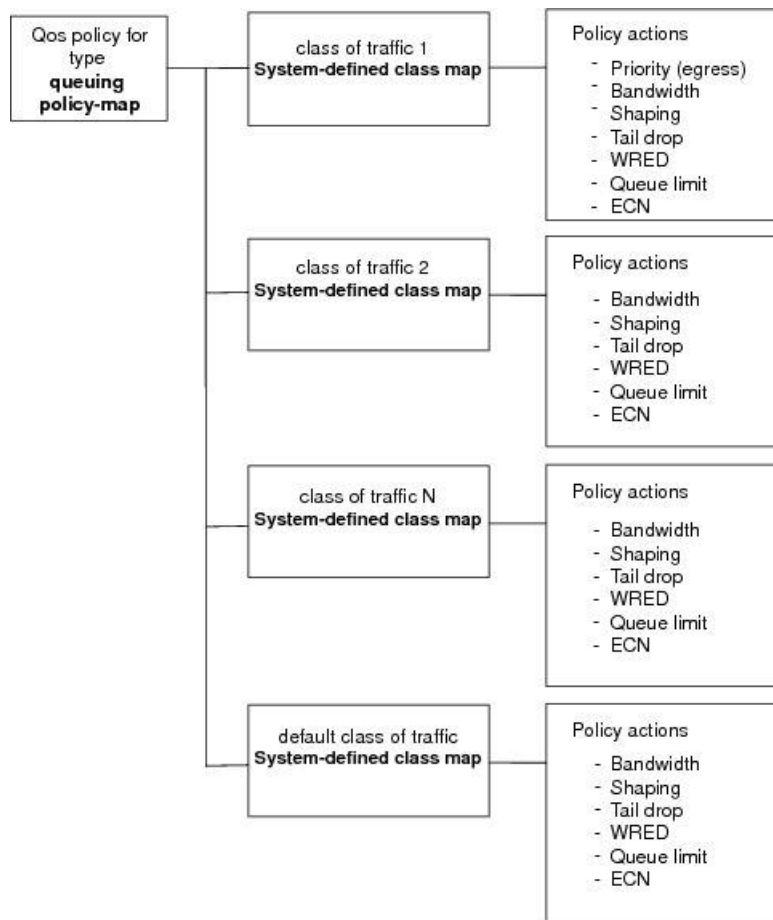 Qos policy for
type
queuing
policy-map
class of traffic 1
System-defined class map
Policy actions
- Priority (egress)
- Bandwidth
- Shaping
- Tail drop
- WRED
- Queue limit
- ECN
class of traffic 2
System-defined class map
Policy actions
- Bandwidth
- Shaping
- Tail drop
- WRED
- Queue limit
- ECN
class of traffic N
System-defined class map
Policy actions
- Bandwidth
- Shaping
- Tail drop
- WRED
- Queue limit
- ECN
default class of traffic
System-defined class map
Policy actions
- Bandwidth
- Shaping
- Tail drop
- WRED
- Queue limit
- ECN